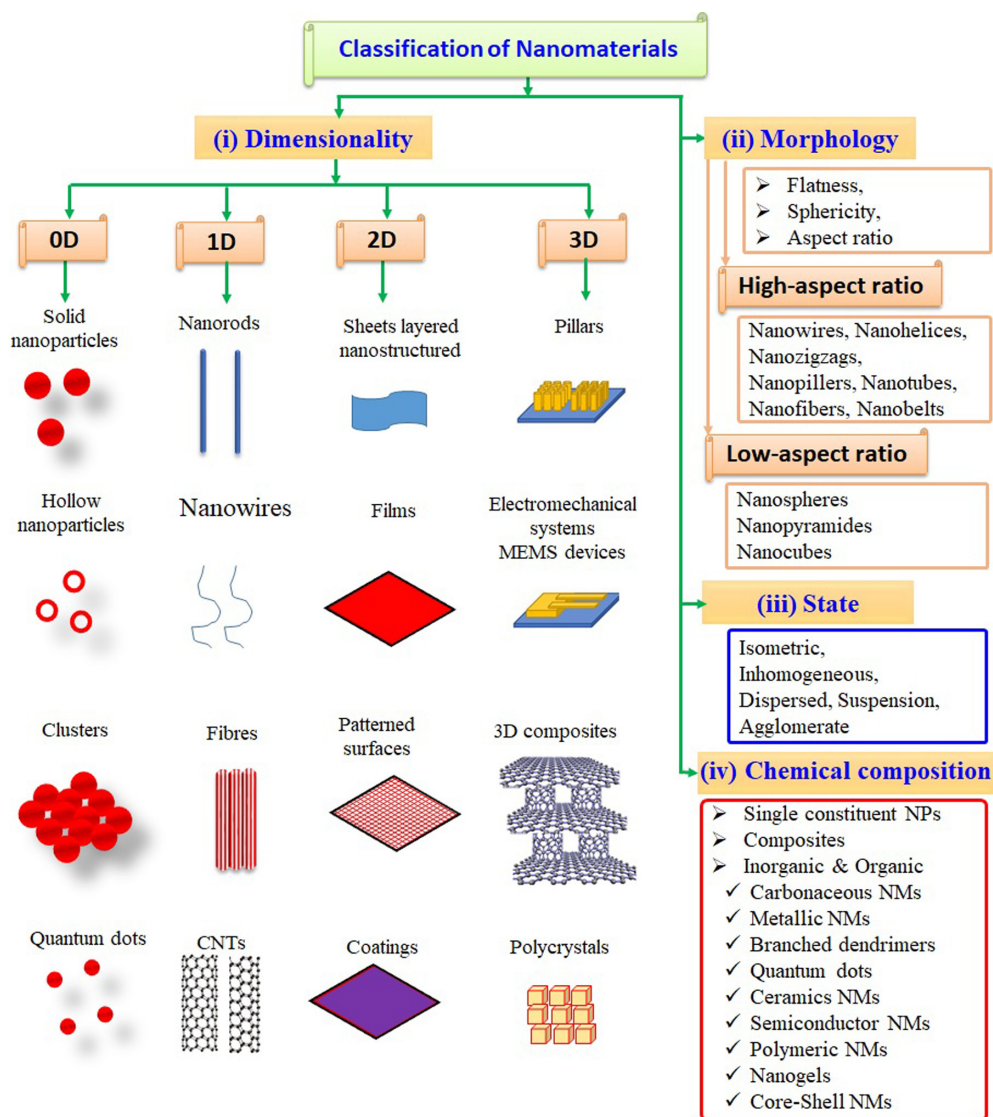 Classification of Nanomaterials
(i) Dimensionality
0D
1D
2D
3D
Solid
nanoparticles
Nanorods
Sheets layered
nanostructured
Pillars
Hollow
nanoparticles
Nanowires
Films
Electromechanical
systems
MEMS devices
Clusters
Fibres
Patterned
surfaces
3D composites
Quantum dots
CNTs
Coatings
Polycrystals
(ii) Morphology
➢ Flatness,
➢ Sphericity,
➢ Aspect ratio
High-aspect ratio
Nanowires, Nanohelices,
Nanozigzags,
Nanopillers, Nanotubes,
Nanofibers, Nanobelts
Low-aspect ratio
Nanospheres
Nanopyramides
Nanocubes
(iii) State
Isometric,
Inhomogeneous,
Dispersed, Suspension,
Agglomerate
(iv) Chemical composition
➢ Single constituent NPs
➢ Composites
➢ Inorganic & Organic
✓ Carbonaceous NMs
✓ Metallic NMs
✓ Branched dendrimers
✓ Quantum dots
✓ Ceramics NMs
✓ Semiconductor NMs
✓ Polymeric NMs
✓ Nanogels
✓ Core-Shell NMs